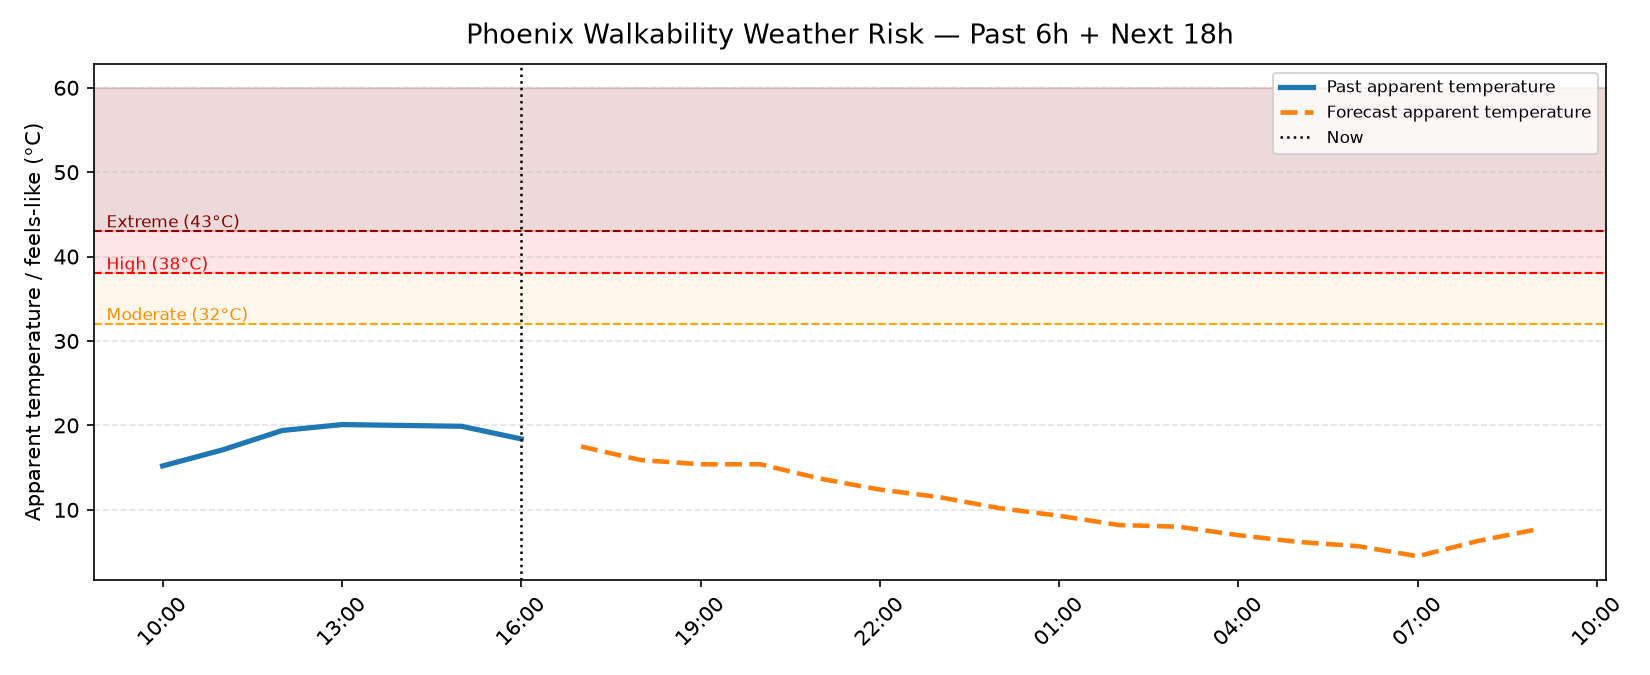 Phoenix Walkability Weather Risk — Past 6h + Next 18h
Apparent temperature / feels-like (°C)
60
50
40
30
20
10
Past apparent temperature
Forecast apparent temperature
Now
Extreme (43°C)
High (38°C)
Moderate (32°C)
10:00
13:00
16:00
19:00
22:00
01:00
04:00
07:00
10:00